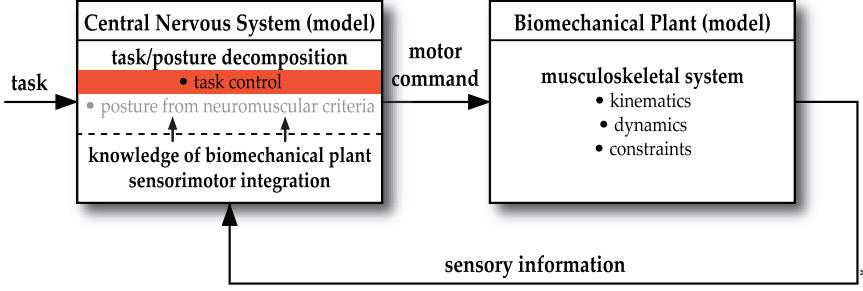 Central Nervous System (model)
task/posture decomposition
• task control
• posture from neuromuscular criteria
knowledge of biomechanical plant
sensorimotor integration
task
motor
command
Biomechanical Plant (model)
musculoskeletal system
• kinematics
• dynamics
• constraints
sensory information